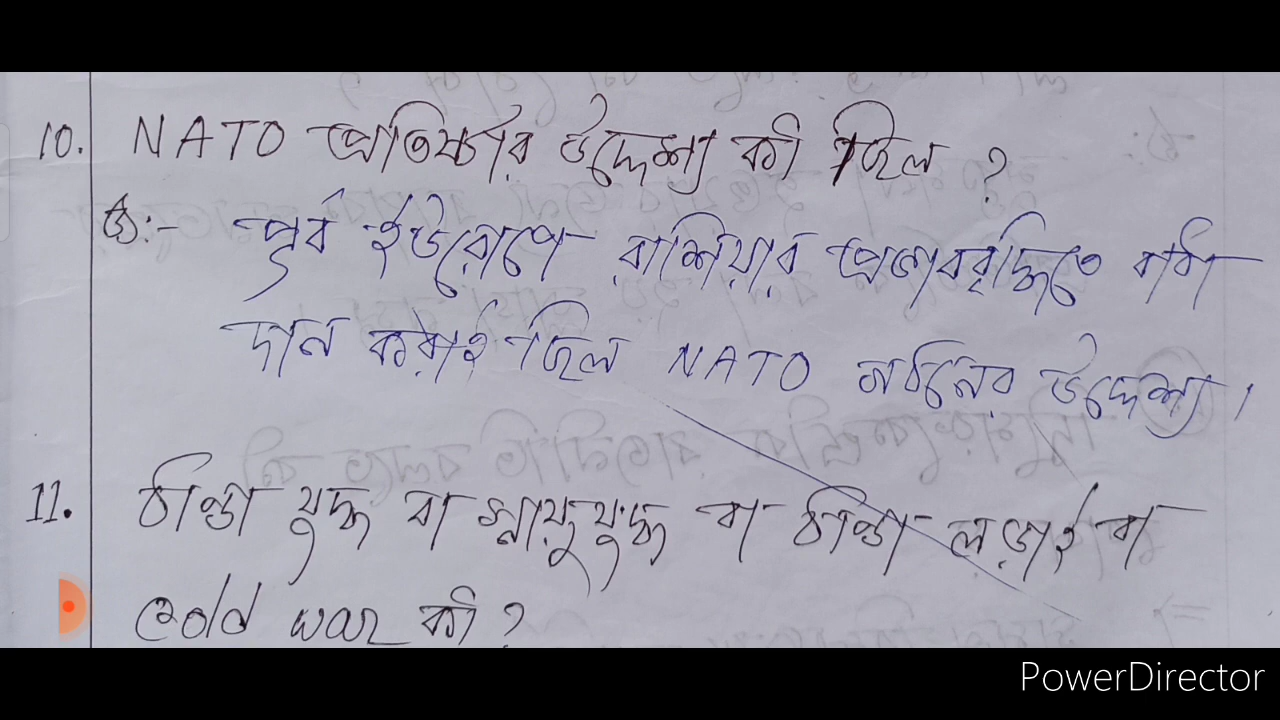 10. NATO প্রতিষ্ঠার উদ্দেশ্য কী ছিল ?
উঃ- পূর্ব ইউরোপে রাশিয়ার প্রভাববৃদ্ধিতে বাধা
দান করাই ছিল NATO গঠনের উদ্দেশ্য।
11. ঠান্ডা যুদ্ধ বা স্নায়ুযুদ্ধ বা ঠান্ডা লড়াই বা
Cold war কী ?
PowerDirector